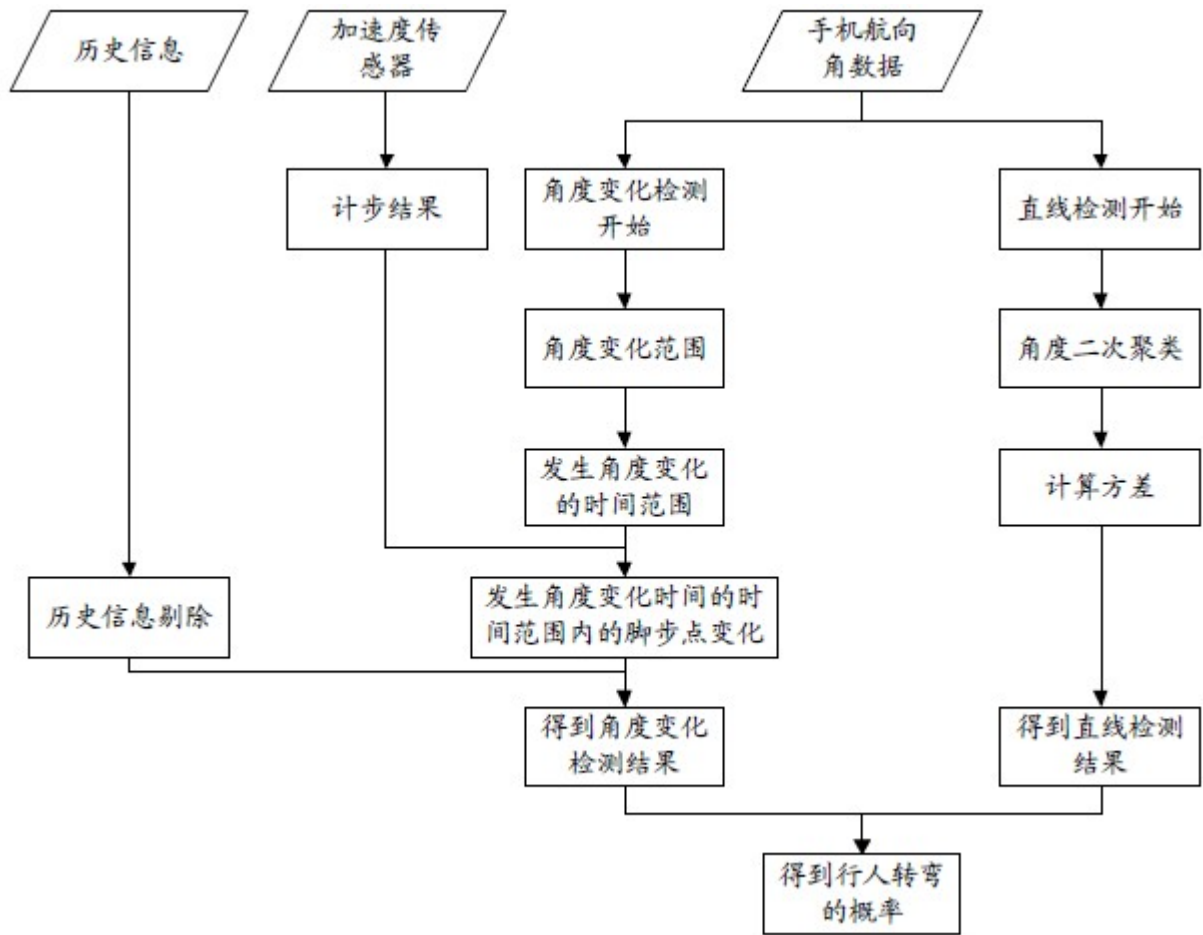 历史信息
加速度传
感器
手机航向
角数据
计步结果
角度变化检测
开始
直线检测开始
角度变化范围
角度二次聚类
发生角度变化
的时间范围
计算方差
历史信息剔除
发生角度变化时间的时
间范围内的脚步点变化
得到角度变化
检测结果
得到直线检测
结果
得到行人转弯
的概率